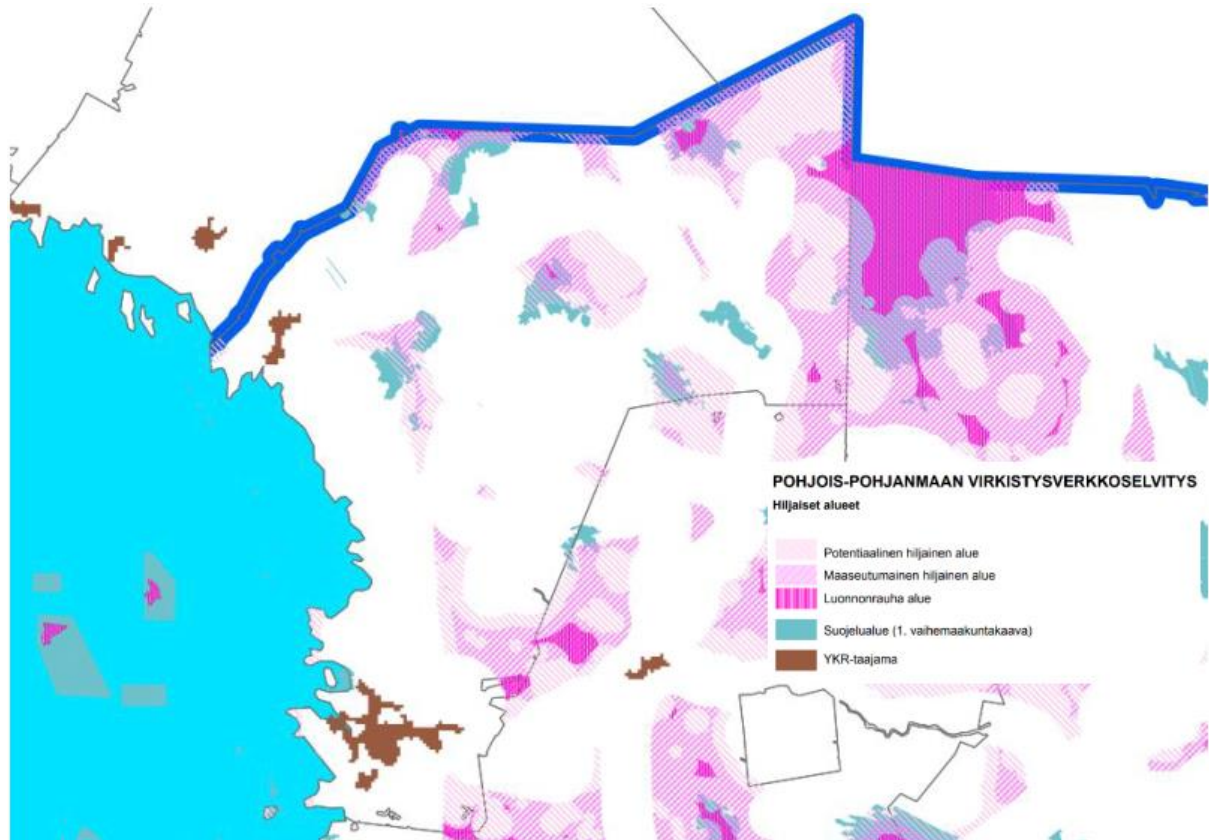 POHJOIS-POHJANMAAN VIRKISTYSVERKKOSELVITYS
Hiljaiset alueet
Potentiaalinen hiljainen alue
Maaseutumainen hiljainen alue
Luonnonrauha alue
Suojelualue (1. vaihemaakuntakaava)
YKR-taajama